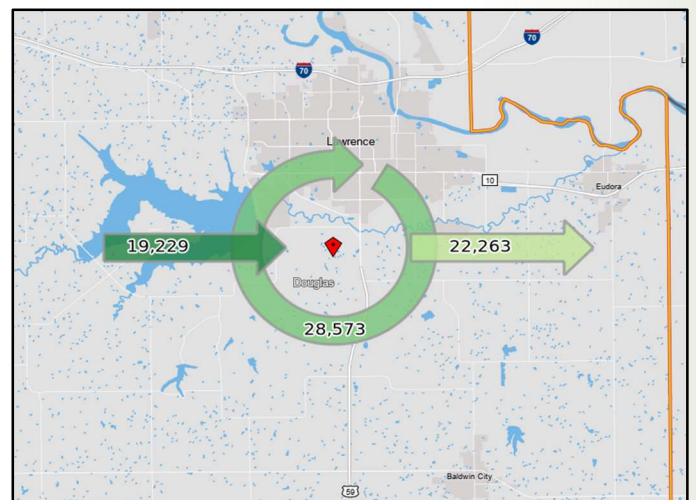 70
70
Lawrence
10
Eudora
19,229
22,263
Douglas
28,573
Baldwin City
59